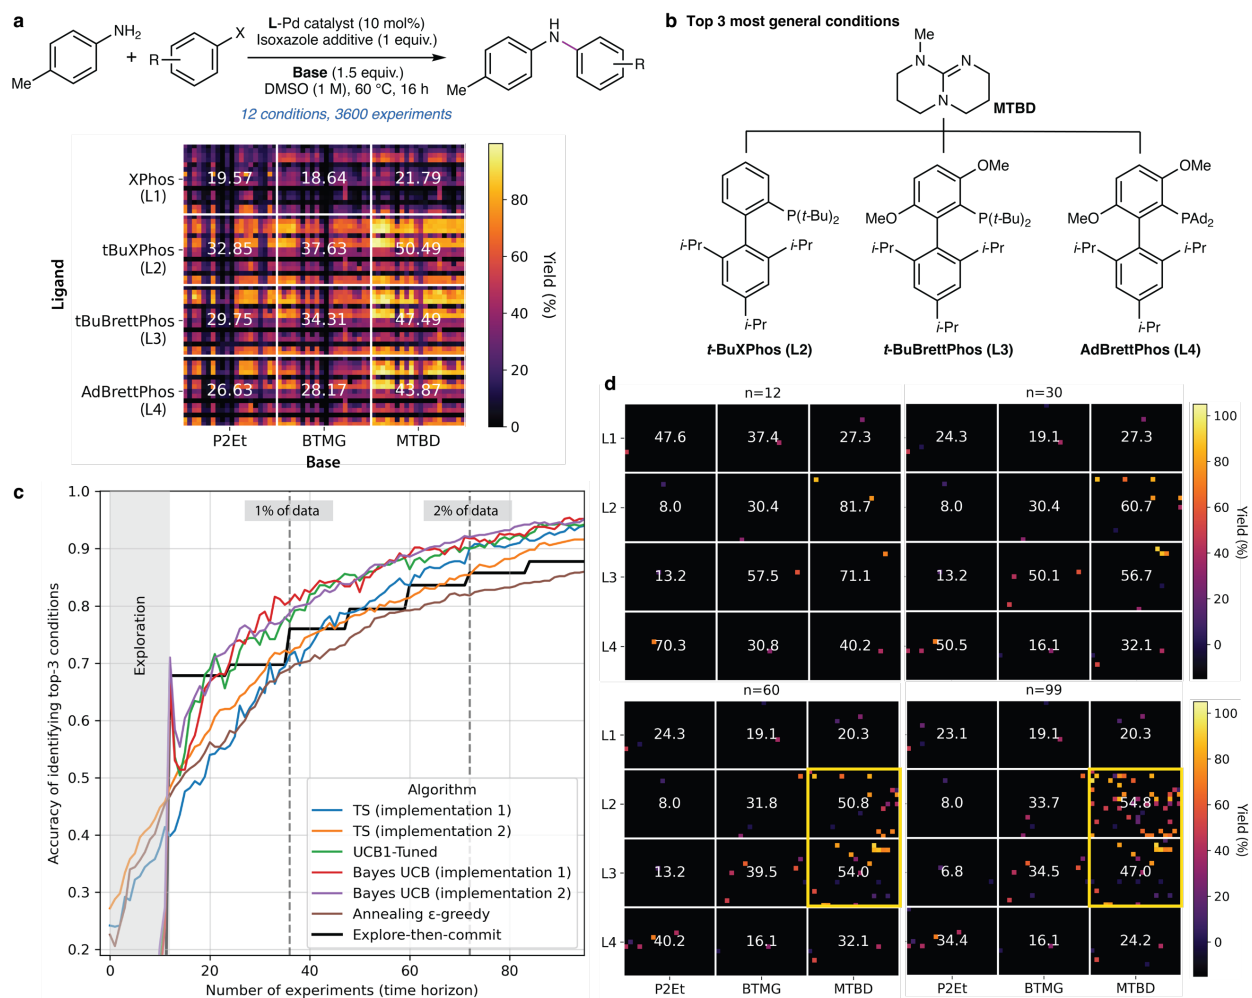 a
NH2
Me
+
R
X
L-Pd catalyst (10 mol%)
Isoxazole additive (1 equiv.)
Base (1.5 equiv.)
DMSO (1 M), 60 °C, 16 h
H
N
Me
R
12 conditions, 3600 experiments
Ligand
XPhos
(L1)
19.57 18.64 21.79
tBuXPhos
(L2)
32.85 37.63 50.49
tBuBrettPhos
(L3)
29.75 34.31 47.49
AdBrettPhos
(L4)
26.63 28.17 43.87
P2Et BTMG MTBD
Base
80
60
40
20
0
Yield (%)
b Top 3 most general conditions
Me
N N
N
MTBD
P(t-Bu)2
i-Pr i-Pr
i-Pr
t-BuXPhos (L2)
OMe
MeO
P(t-Bu)2
i-Pr i-Pr
i-Pr
t-BuBrettPhos (L3)
OMe
MeO
PAd2
i-Pr i-Pr
i-Pr
AdBrettPhos (L4)
c
Accuracy of identifying top-3 conditions
1.0
0.9
0.8
0.7
0.6
0.5
0.4
0.3
0.2
Exploration
1% of data
2% of data
Algorithm
TS (implementation 1)
TS (implementation 2)
UCB1-Tuned
Bayes UCB (implementation 1)
Bayes UCB (implementation 2)
Annealing ε-greedy
Explore-then-commit
0 20 40 60 80
Number of experiments (time horizon)
d
n=12
L1 47.6 37.4 27.3
L2 8.0 30.4 81.7
L3 13.2 57.5 71.1
L4 70.3 30.8 40.2
n=30
24.3 19.1 27.3
8.0 30.4 60.7
13.2 50.1 56.7
50.5 16.1 32.1
100
80
60
40
20
0
Yield (%)
n=60
L1 24.3 19.1 20.3
L2 8.0 31.8 50.8
L3 13.2 39.5 54.0
L4 40.2 16.1 32.1
P2Et BTMG MTBD
n=99
23.1 19.1 20.3
8.0 33.7 54.8
6.8 34.5 47.0
34.4 16.1 24.2
P2Et BTMG MTBD
100
80
60
40
20
0
Yield (%)